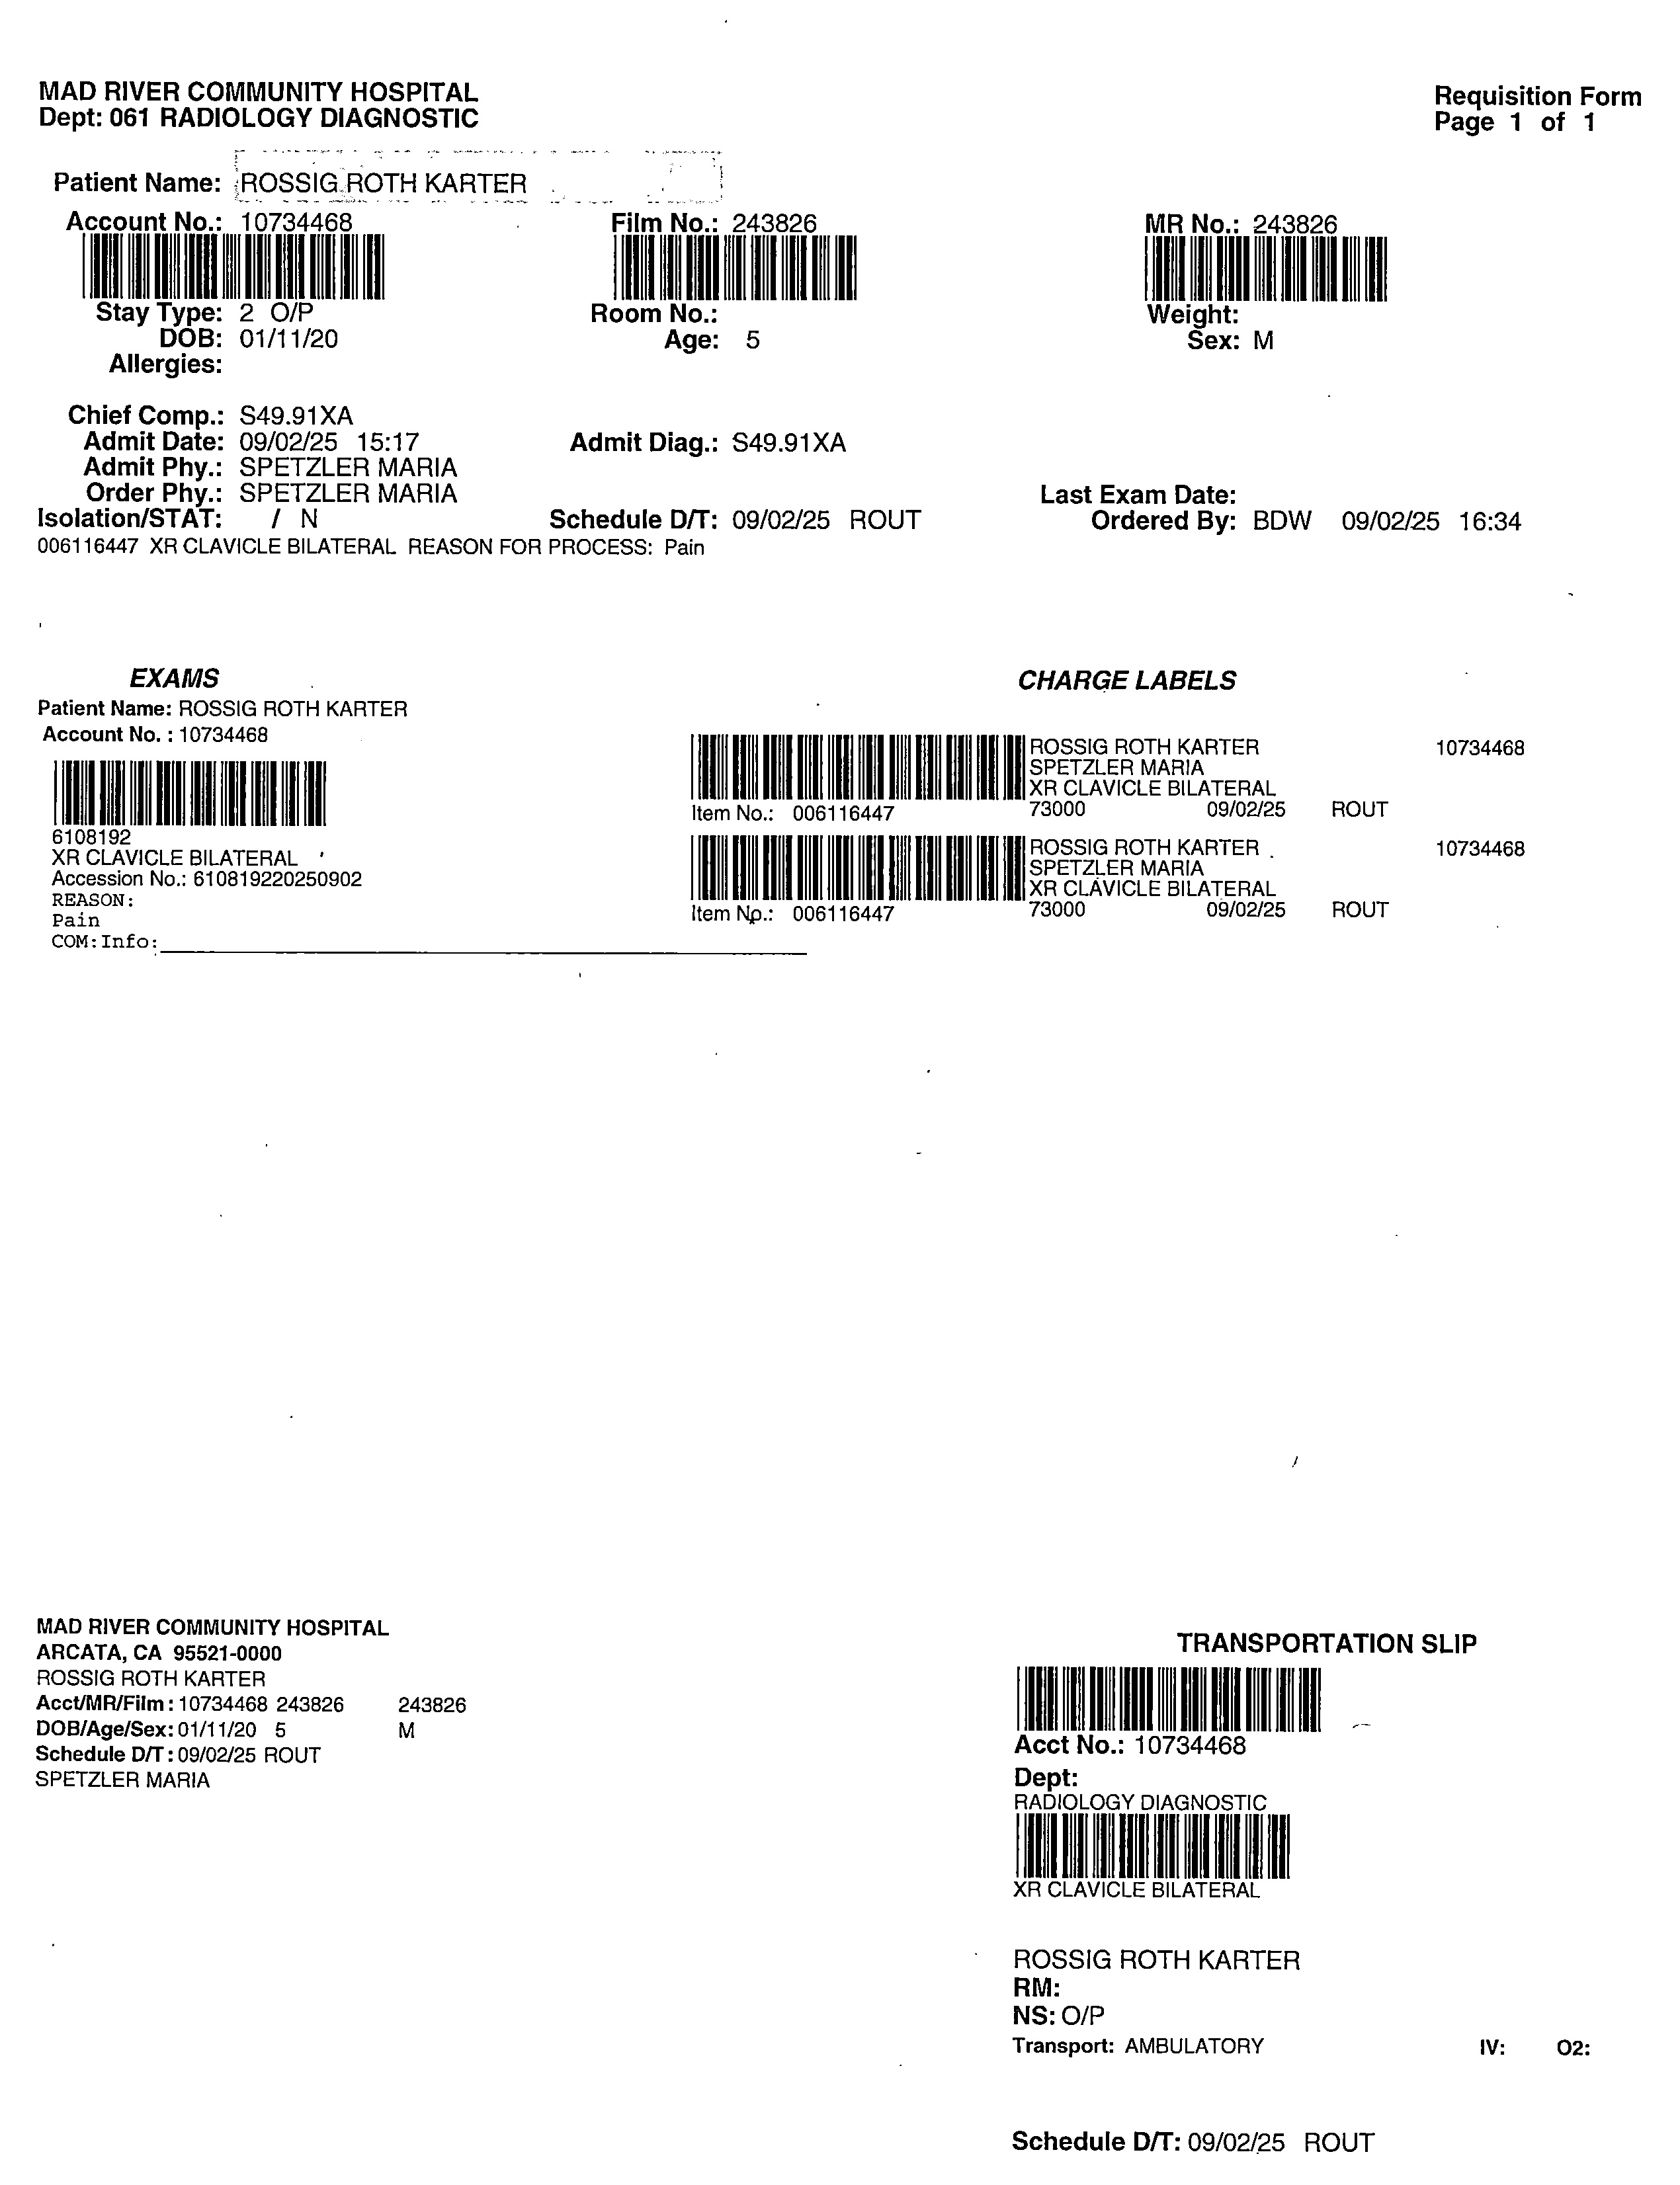 MAD RIVER COMMUNITY HOSPITAL
Dept: 061 RADIOLOGY DIAGNOSTIC
Requisition Form
Page 1 of 1
Patient Name: ROSSIG ROTH KARTER
Account No.: 10734468 Film No.: 243826 MR No.: 243826
Stay Type: 2 O/P Room No.: Weight:
DOB: 01/11/20 Age: 5 Sex: M
Allergies:
Chief Comp.: S49.91XA
Admit Date: 09/02/25 15:17 Admit Diag.: S49.91XA
Admit Phy.: SPETZLER MARIA
Order Phy.: SPETZLER MARIA Last Exam Date:
Isolation/STAT: / N Schedule D/T: 09/02/25 ROUT Ordered By: BDW 09/02/25 16:34
006116447 XR CLAVICLE BILATERAL REASON FOR PROCESS: Pain
EXAMS
Patient Name: ROSSIG ROTH KARTER
Account No. : 10734468
6108192
XR CLAVICLE BILATERAL
Accession No.: 610819220250902
REASON:
Pain
COM:Info:
CHARGE LABELS
ROSSIG ROTH KARTER 10734468
SPETZLER MARIA
XR CLAVICLE BILATERAL
Item No.: 006116447 73000 09/02/25 ROUT
ROSSIG ROTH KARTER 10734468
SPETZLER MARIA
XR CLAVICLE BILATERAL
Item No.: 006116447 73000 09/02/25 ROUT
MAD RIVER COMMUNITY HOSPITAL
ARCATA, CA 95521-0000
ROSSIG ROTH KARTER
Acct/MR/Film : 10734468 243826 243826
DOB/Age/Sex: 01/11/20 5 M
Schedule D/T : 09/02/25 ROUT
SPETZLER MARIA
TRANSPORTATION SLIP
Acct No.: 10734468
Dept:
RADIOLOGY DIAGNOSTIC
XR CLAVICLE BILATERAL
ROSSIG ROTH KARTER
RM:
NS: O/P
Transport: AMBULATORY IV: O2:
Schedule D/T: 09/02/25 ROUT